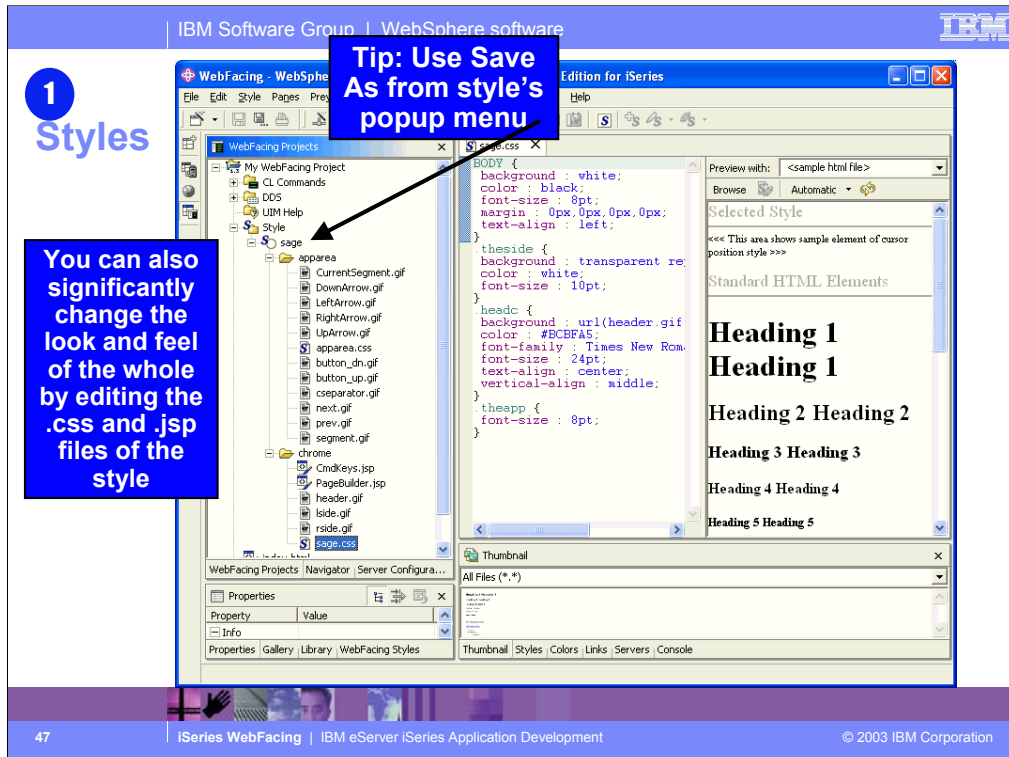 IBM Software Group | WebSphere software
IBM
1
Styles
Tip: Use Save
As from style's
popup menu
You can also
significantly
change the
look and feel
of the whole
by editing the
.css and .jsp
files of the
style
WebFacing - WebSphe
Edition for iSeries
File Edit Style Pages Prev
Help
WebFacing Projects
My WebFacing Project
CL Commands
DDS
UIM Help
Style
sage
apparea
CurrentSegment.gif
DownArrow.gif
LeftArrow.gif
RightArrow.gif
UpArrow.gif
apparea.css
button_dn.gif
button_up.gif
cseparator.gif
next.gif
prev.gif
segment.gif
chrome
CmdKeys.jsp
PageBuilder.jsp
header.gif
lside.gif
rside.gif
sage.css
WebFacing Projects Navigator Server Configura...
Properties
Property Value
Info
Properties Gallery Library WebFacing Styles
sage.css
BODY {
background : white;
color : black;
font-size : 8pt;
margin : 0px,0px,0px,0px;
text-align : left;
}
.theside {
background : transparent re
color : white;
font-size : 10pt;
}
.headc {
background : url(header.gif
color : #BCBFA5;
font-family : Times New Rom
font-size : 24pt;
text-align : center;
vertical-align : middle;
}
.theapp {
font-size : 8pt;
}
Preview with: <sample html file>
Browse Automatic
Selected Style
<<< This area shows sample element of cursor
position style >>>
Standard HTML Elements
Heading 1
Heading 1
Heading 2 Heading 2
Heading 3 Heading 3
Heading 4 Heading 4
Heading 5 Heading 5
Thumbnail
All Files (*.*)
Thumbnail Styles Colors Links Servers Console
47
iSeries WebFacing | IBM eServer iSeries Application Development
© 2003 IBM Corporation